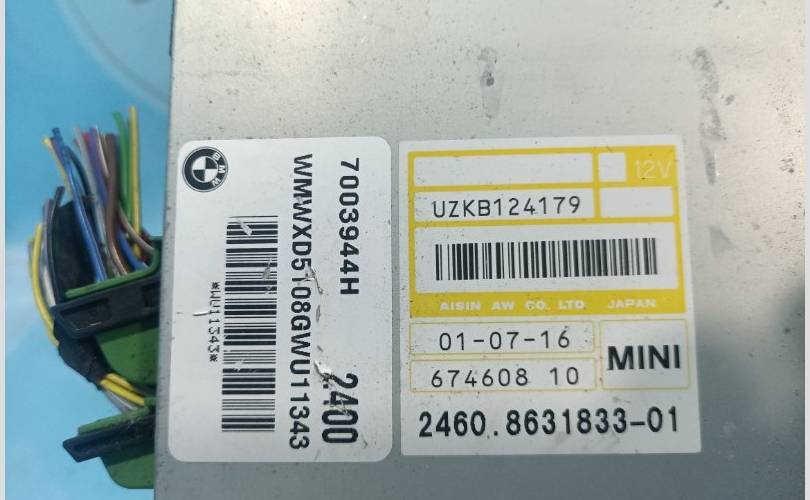 BMW
7003944H
2400
WMWXD5108GWU11343
*WU11343*
12V
UZKB124179
AISIN AW CO. LTD. JAPAN
01-07-16
MINI
674608 10
2460.8631833-01